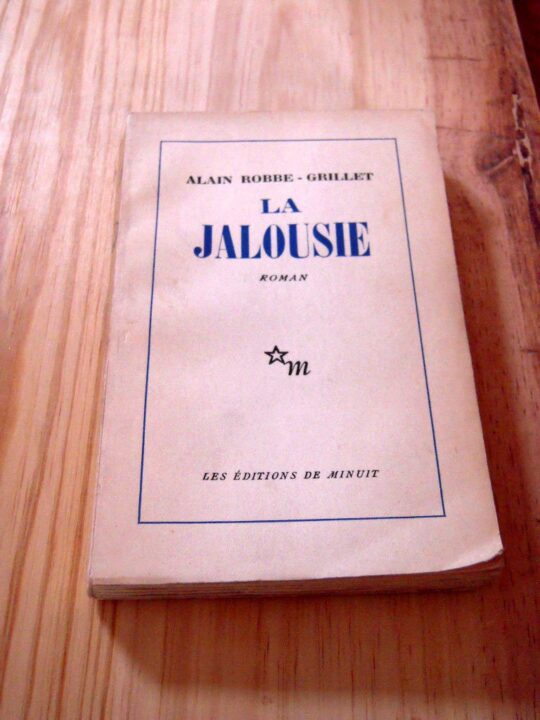 ALAIN ROBBE-GRILLET
LA
JALOUSIE
ROMAN
m
LES ÉDITIONS DE MINUIT